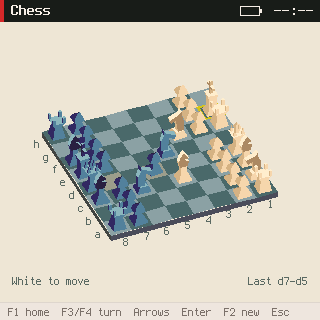 Chess --:--
h
g
f
e
d
c
b
a
8 7 6 5 4 3 2 1
White to move Last d7-d5
F1 home F3/F4 turn Arrows Enter F2 new Esc